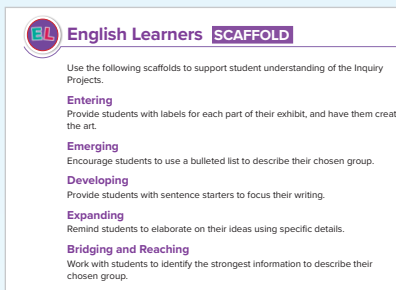 EL English Learners SCAFFOLD
Use the following scaffolds to support student understanding of the Inquiry
Projects.
Entering
Provide students with labels for each part of their exhibit, and have them creat
the art.
Emerging
Encourage students to use a bulleted list to describe their chosen group.
Developing
Provide students with sentence starters to focus their writing.
Expanding
Remind students to elaborate on their ideas using specific details.
Bridging and Reaching
Work with students to identify the strongest information to describe their
chosen group.